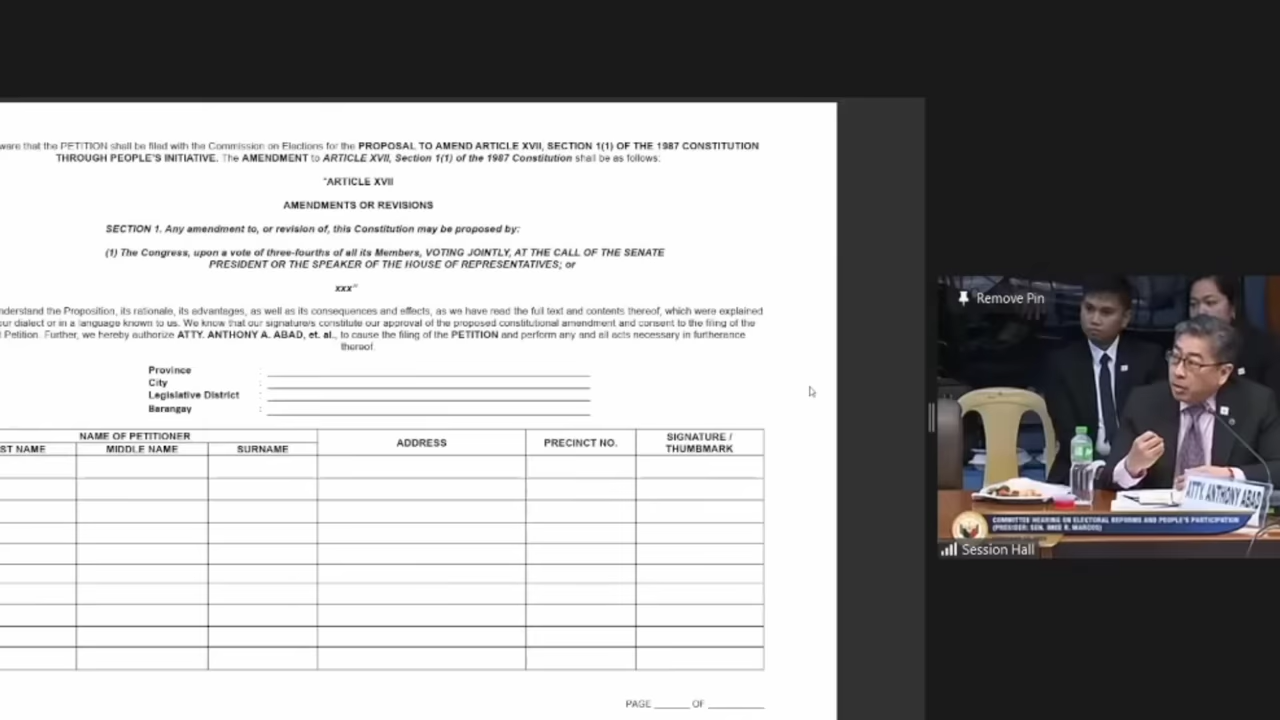 ware that the PETITION shall be filed with the Commission on Elections for the PROPOSAL TO AMEND ARTICLE XVII, SECTION 1(1) OF THE 1987 CONSTITUTION
THROUGH PEOPLE'S INITIATIVE. The AMENDMENT to ARTICLE XVII, Section 1(1) of the 1987 Constitution shall be as follows:
"ARTICLE XVII
AMENDMENTS OR REVISIONS
SECTION 1. Any amendment to, or revision of, this Constitution may be proposed by:
(1) The Congress, upon a vote of three-fourths of all its Members, VOTING JOINTLY, AT THE CALL OF THE SENATE
PRESIDENT OR THE SPEAKER OF THE HOUSE OF REPRESENTATIVES; or
xxx"
nderstand the Proposition, its rationale, its advantages, as well as its consequences and effects, as we have read the full text and contents thereof, which were explained
our dialect or in a language known to us. We know that our signature/s constitute our approval of the proposed constitutional amendment and consent to the filing of the
Petition. Further, we hereby authorize ATTY. ANTHONY A. ABAD, et. al., to cause the filing of the PETITION and perform any and all acts necessary in furtherance
thereof.
Province :
City :
Legislative District :
Barangay :
NAME OF PETITIONER
ST NAME MIDDLE NAME SURNAME ADDRESS PRECINCT NO. SIGNATURE /
THUMBMARK
PAGE ______ OF ________
Remove Pin
ATTY. ANTHONY ABAD
COMMITTEE HEARING ON ELECTORAL REFORMS AND PEOPLE'S PARTICIPATION
(PRESIDER: SEN. IMEE R. MARCOS)
Session Hall